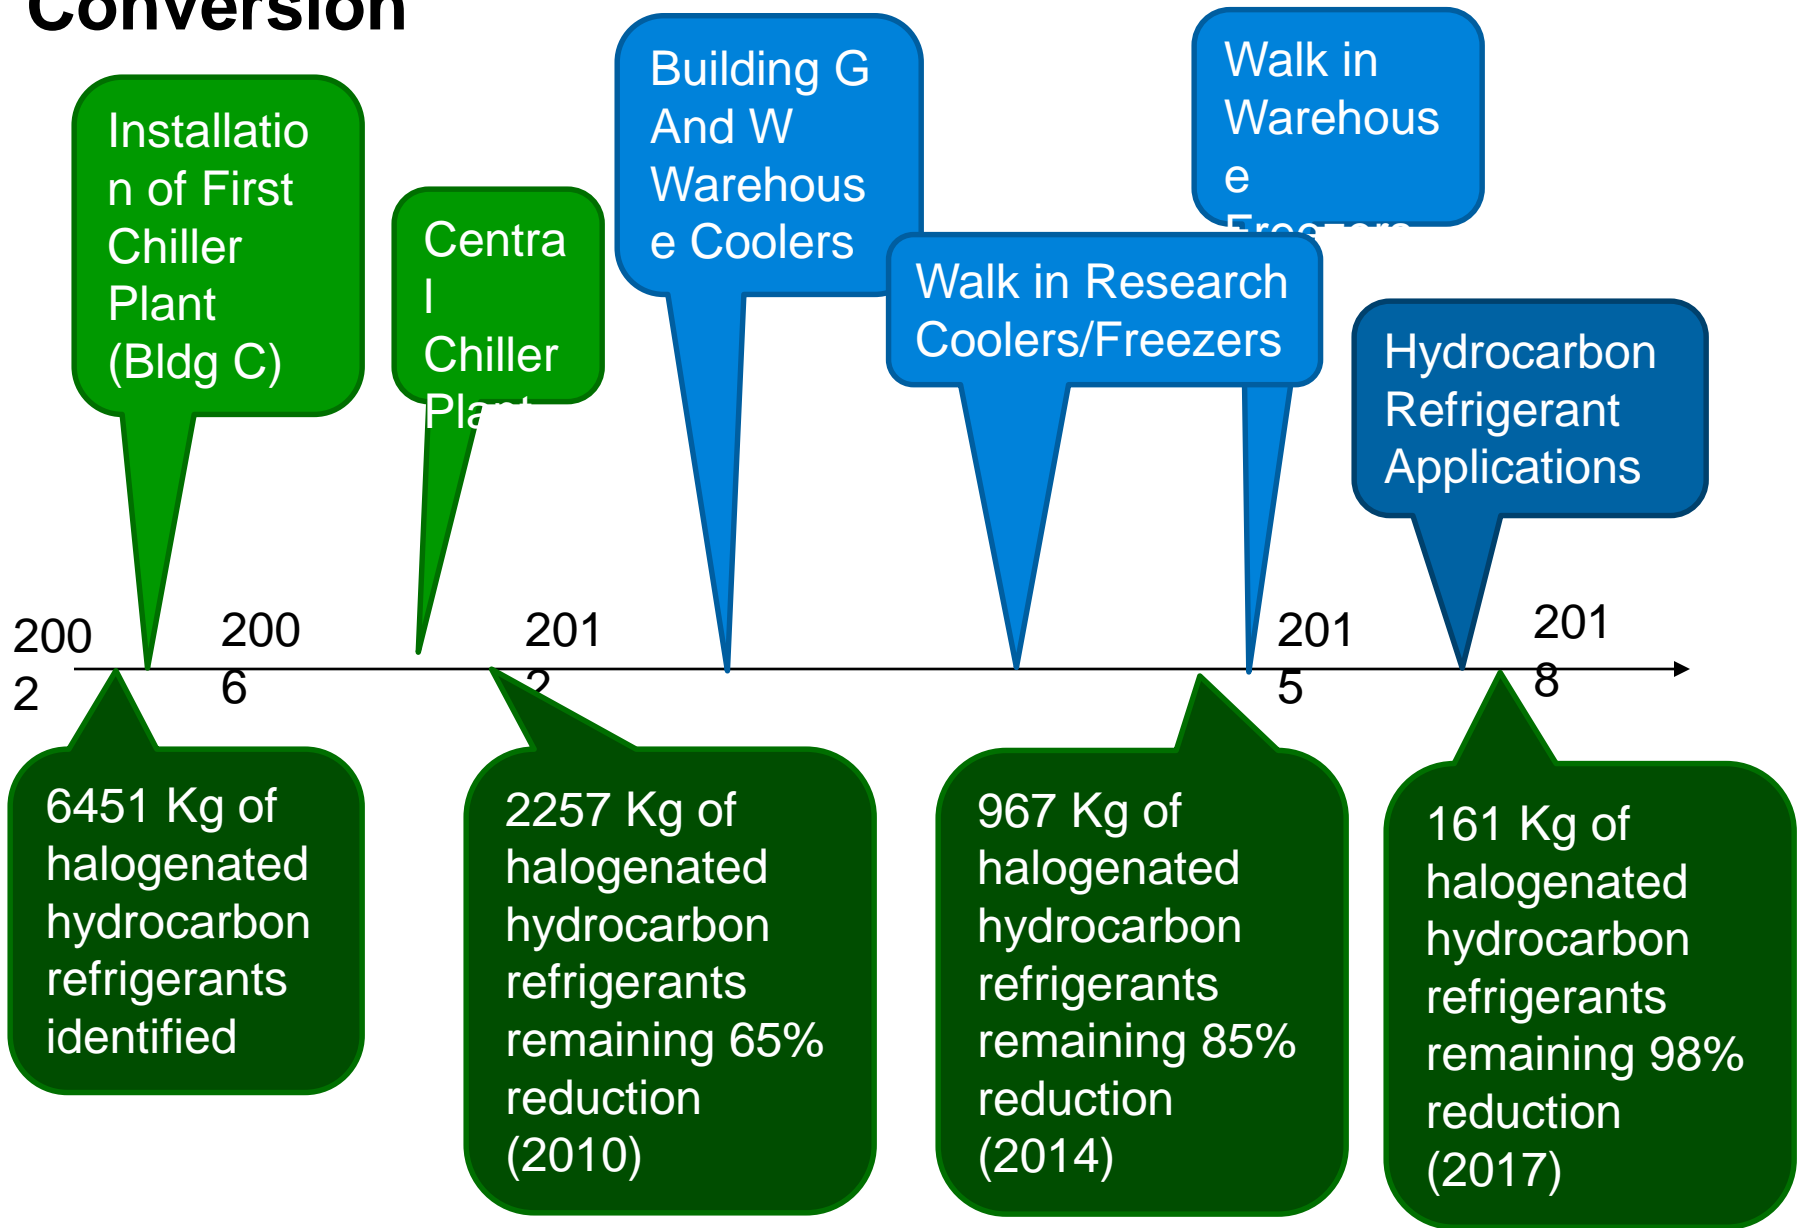 Conversion
Installatio
n of First
Chiller
Plant
(Bldg C)
Centra
l
Chiller
Plant
Building G
And W
Warehous
e Coolers
Walk in Research
Coolers/Freezers
Walk in
Warehous
e
Freezers
Hydrocarbon
Refrigerant
Applications
200
2
200
6
201
2
201
5
201
8
6451 Kg of
halogenated
hydrocarbon
refrigerants
identified
2257 Kg of
halogenated
hydrocarbon
refrigerants
remaining 65%
reduction
(2010)
967 Kg of
halogenated
hydrocarbon
refrigerants
remaining 85%
reduction
(2014)
161 Kg of
halogenated
hydrocarbon
refrigerants
remaining 98%
reduction
(2017)